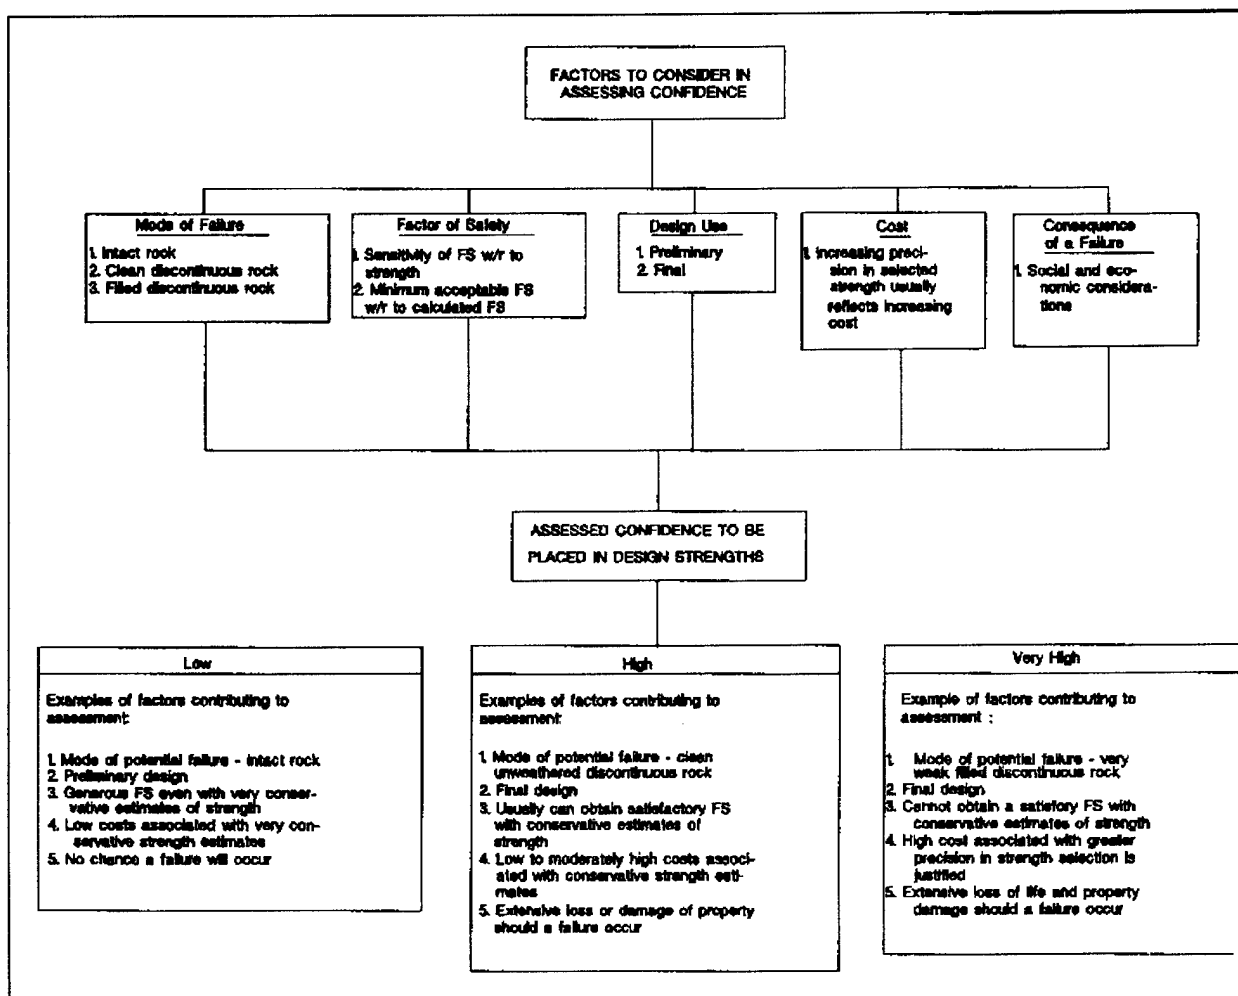 FACTORS TO CONSIDER IN
ASSESSING CONFIDENCE
Mode of Failure
1. Intact rock
2. Clean discontinuous rock
3. Filled discontinuous rock
Factor of Safety
1. Sensitivity of FS w/r to
strength
2. Minimum acceptable FS
w/r to calculated FS
Design Use
1. Preliminary
2. Final
Cost
1. Increasing preci-
sion in selected
strength usually
reflects increasing
cost
Consequence
of a Failure
1. Social and eco-
nomic considera-
tions
ASSESSED CONFIDENCE TO BE
PLACED IN DESIGN STRENGTHS
Low
Examples of factors contributing to
assessment:
1. Mode of potential failure - intact rock
2. Preliminary design
3. Generous FS even with very conser-
vative estimates of strength
4. Low costs associated with very con-
servative strength estimates
5. No chance a failure will occur
High
Examples of factors contributing to
assessment:
1. Mode of potential failure - clean
unweathered discontinuous rock
2. Final design
3. Usually can obtain satisfactory FS
with conservative estimates of
strength
4. Low to moderately high costs associ-
ated with conservative strength esti-
mates
5. Extensive loss or damage of property
should a failure occur
Very High
Example of factors contributing to
assessment :
1. Mode of potential failure - very
weak filled discontinuous rock
2. Final design
3. Cannot obtain a satisfory FS with
conservative estimates of strength
4. High cost associated with greater
precision in strength selection is
justified
5. Extensive loss of life and property
damage should a failure occur